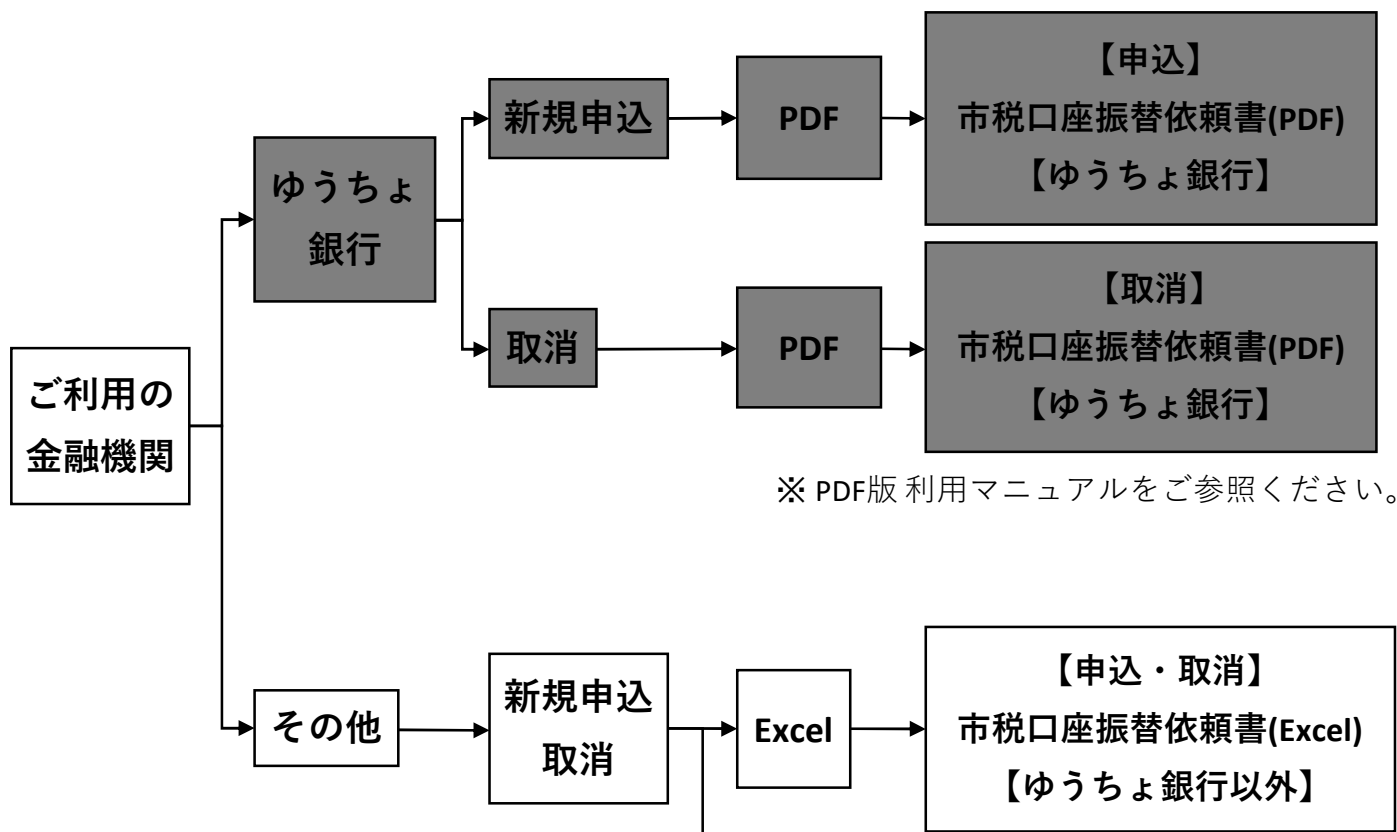 ご利用の
金融機関
ゆうちょ
銀行
新規申込
PDF
【申込】
市税口座振替依頼書(PDF)
【ゆうちょ銀行】
取消
PDF
【取消】
市税口座振替依頼書(PDF)
【ゆうちょ銀行】
※ PDF版 利用マニュアルをご参照ください。
その他
新規申込
取消
Excel
【申込・取消】
市税口座振替依頼書(Excel)
【ゆうちょ銀行以外】